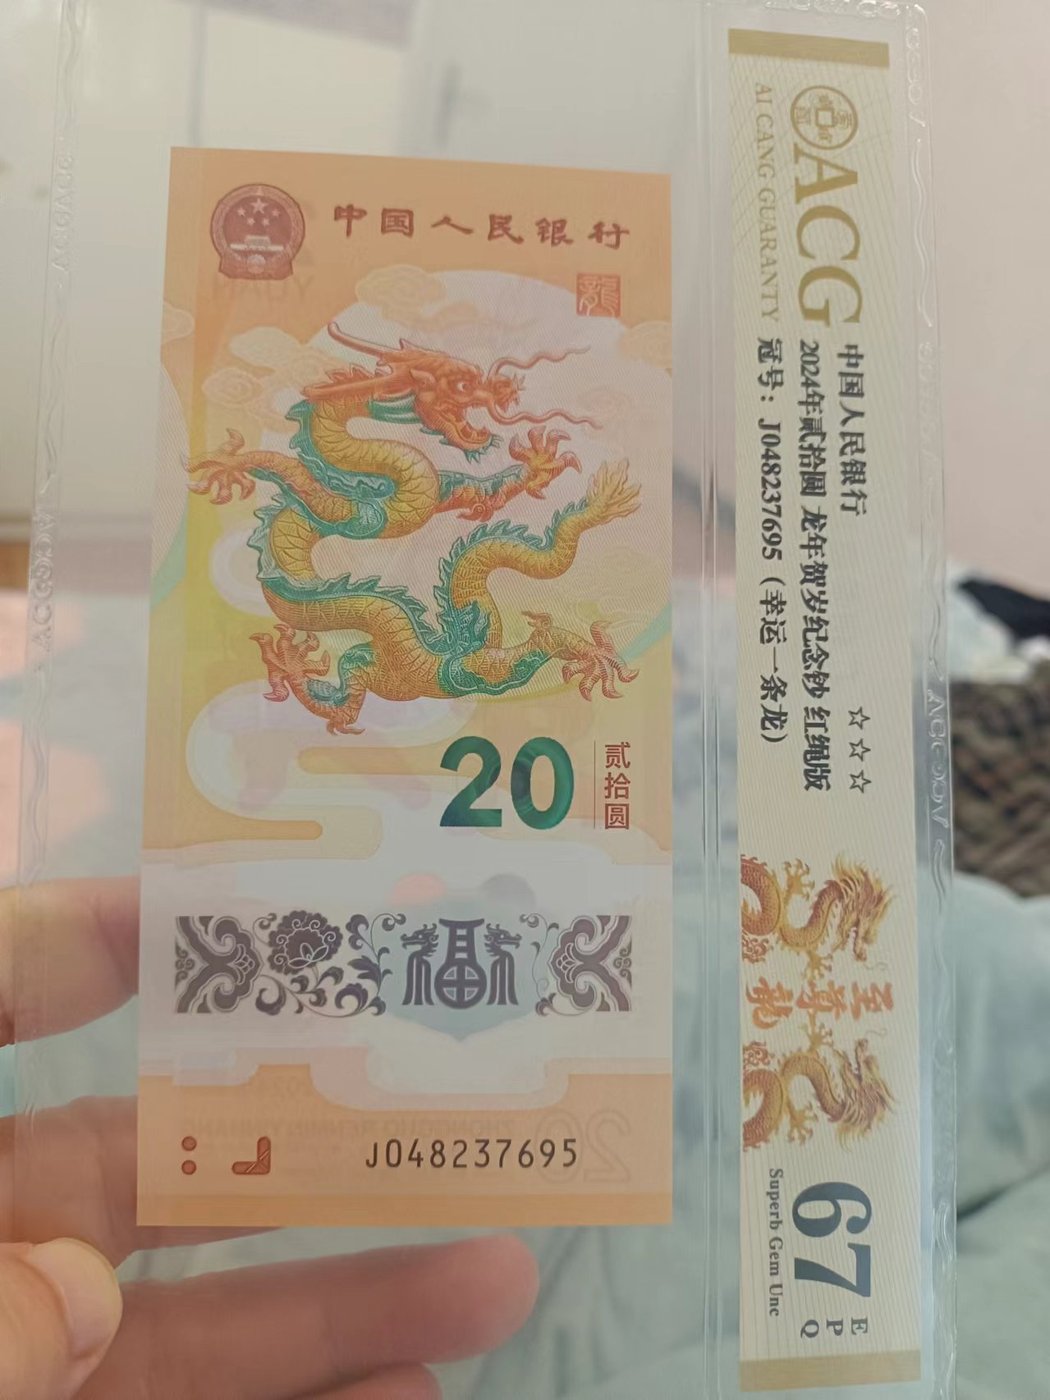 中国人民银行
龍
20
贰拾圆
福
J048237695
ACG
AI CANG GUARANTY
中国人民银行
2024年贰拾圆 龙年贺岁纪念钞 红绳版
冠号：J048237695（幸运一条龙）
☆☆☆
至尊龍
67
EPQ
Superb Gem Unc